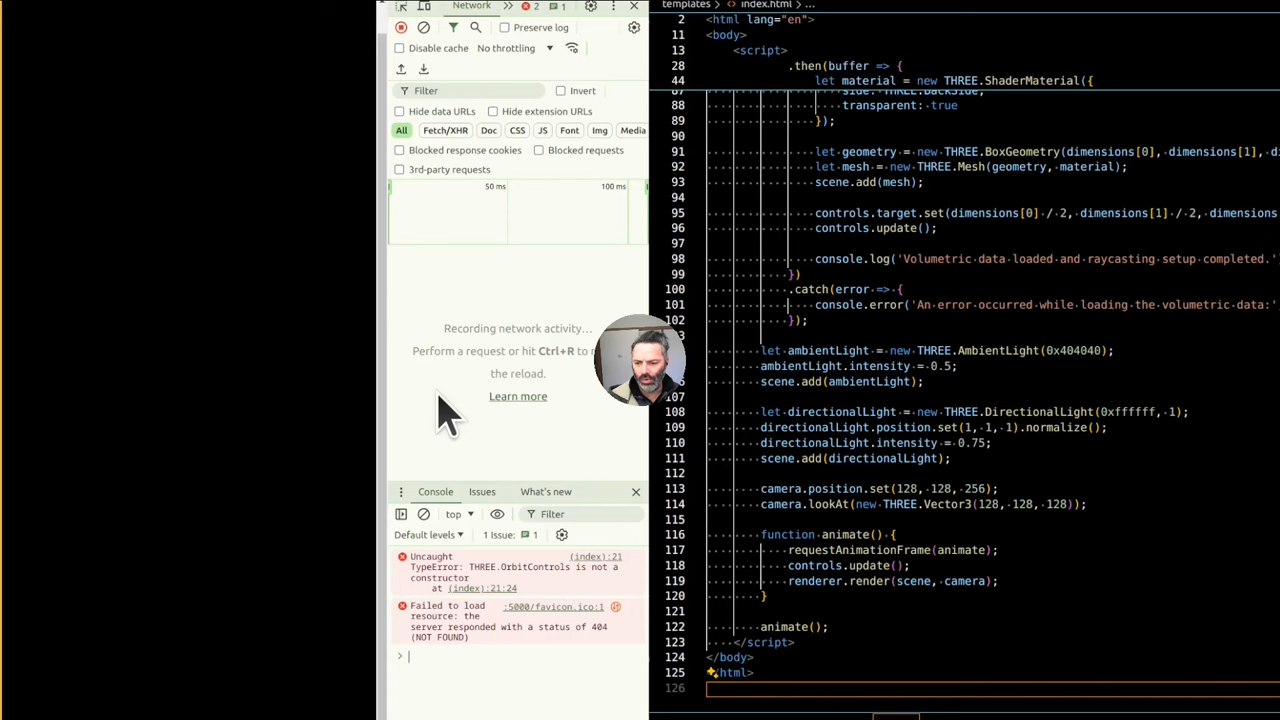 Network
2
1
Preserve log
Disable cache
No throttling
Filter
Invert
Hide data URLs
Hide extension URLs
All
Fetch/XHR
Doc
CSS
JS
Font
Img
Media
Blocked response cookies
Blocked requests
3rd-party requests
50 ms
100 ms
Recording network activity…
Perform a request or hit Ctrl+R to
the reload.
Learn more
Console
Issues
What's new
top
Filter
Default levels
1 Issue:
1
Uncaught (index):21
TypeError: THREE.OrbitControls is not a
constructor
at (index):21:24
Failed to load :5000/favicon.ico:1
resource: the
server responded with a status of 404
(NOT FOUND)
templates > index.html > ...
2 <html lang="en">
11 <body>
13 <script>
28 .then(buffer => {
44 let material = new THREE.ShaderMaterial({
87 side: THREE.BackSide,
88 transparent: true
89 });
90
91 let geometry = new THREE.BoxGeometry(dimensions[0], dimensions[1],
92 let mesh = new THREE.Mesh(geometry, material);
93 scene.add(mesh);
94
95 controls.target.set(dimensions[0] / 2, dimensions[1] / 2, dimensions
96 controls.update();
97
98 console.log('Volumetric data loaded and raycasting setup completed.'
99 })
100 .catch(error => {
101 console.error('An error occurred while loading the volumetric data:'
102 });
let ambientLight = new THREE.AmbientLight(0x404040);
ambientLight.intensity = 0.5;
scene.add(ambientLight);
107
108 let directionalLight = new THREE.DirectionalLight(0xffffff, 1);
109 directionalLight.position.set(1, 1, 1).normalize();
110 directionalLight.intensity = 0.75;
111 scene.add(directionalLight);
112
113 camera.position.set(128, 128, 256);
114 camera.lookAt(new THREE.Vector3(128, 128, 128));
115
116 function animate() {
117 requestAnimationFrame(animate);
118 controls.update();
119 renderer.render(scene, camera);
120 }
121
122 animate();
123 </script>
124 </body>
125 </html>
126